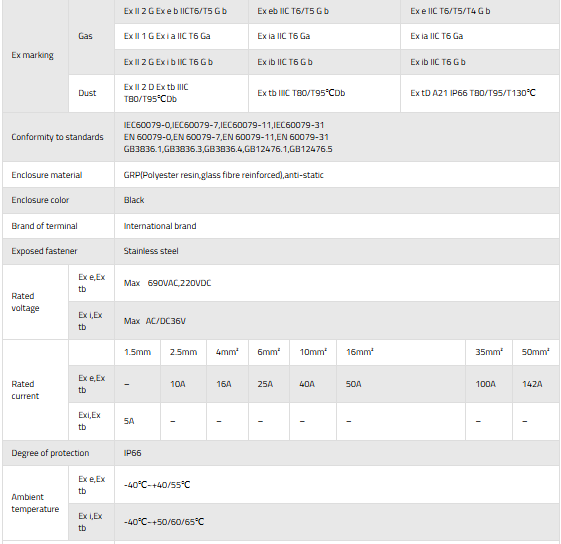 Ex marking
Gas
Ex II 2 G Ex e b IICT6/T5 G b
Ex eb IIC T6/T5 G b
Ex e IIC T6/T5/T4 G b
Ex II 1 G Ex i a IIC T6 Ga
Ex ia IIC T6 Ga
Ex ia IIC T6 Ga
Ex II 2 G Ex i b IIC T6 G b
Ex ib IIC T6 G b
Ex ib IIC T6 G b
Dust
Ex II 2 D Ex tb IIIC
T80/T95℃Db
Ex tb IIIC T80/T95℃Db
Ex tD A21 IP66 T80/T95/T130℃
Conformity to standards
IEC60079-0,IEC60079-7,IEC60079-11,IEC60079-31
EN 60079-0,EN 60079-7,EN 60079-11,EN 60079-31
GB3836.1,GB3836.3,GB3836.4,GB12476.1,GB12476.5
Enclosure material
GRP(Polyester resin,glass fibre reinforced),anti-static
Enclosure color
Black
Brand of terminal
International brand
Exposed fastener
Stainless steel
Rated
voltage
Ex e,Ex
tb
Max 690VAC,220VDC
Ex i,Ex
tb
Max AC/DC36V
Rated
current
1.5mm
2.5mm
4mm²
6mm²
10mm²
16mm²
35mm²
50mm²
Ex e,Ex
tb
–
10A
16A
25A
40A
50A
100A
142A
Exi,Ex
tb
5A
–
–
–
–
–
–
–
Degree of protection
IP66
Ambient
temperature
Ex e,Ex
tb
-40℃~+40/55℃
Ex i,Ex
tb
-40℃~+50/60/65℃